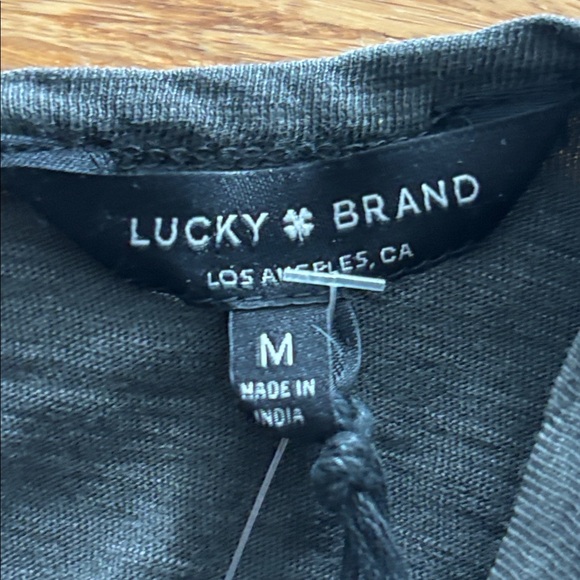 LUCKY BRAND
LOS ANGELES, CA
M
MADE IN
INDIA